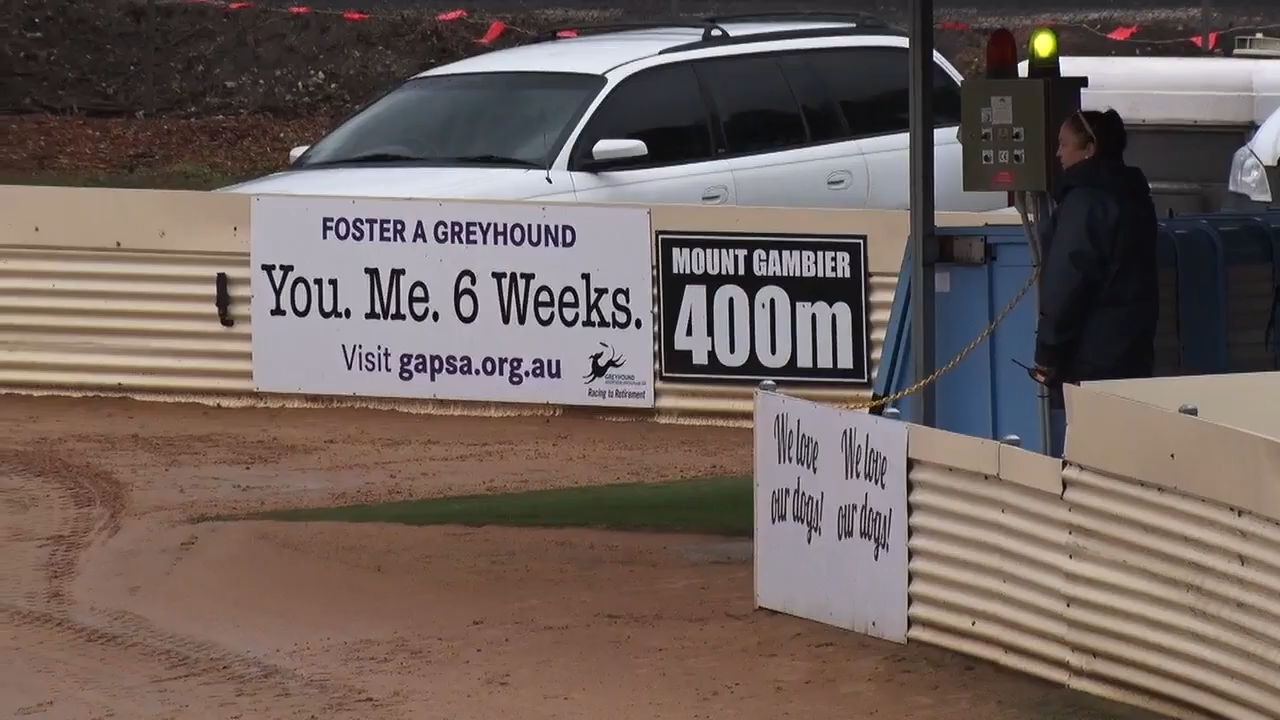 FOSTER A GREYHOUND
You. Me. 6 Weeks.
Visit gapsa.org.au
GREYHOUND
Racing to Retirement
MOUNT GAMBIER
400m
We love
our dogs!
We love
our dogs!